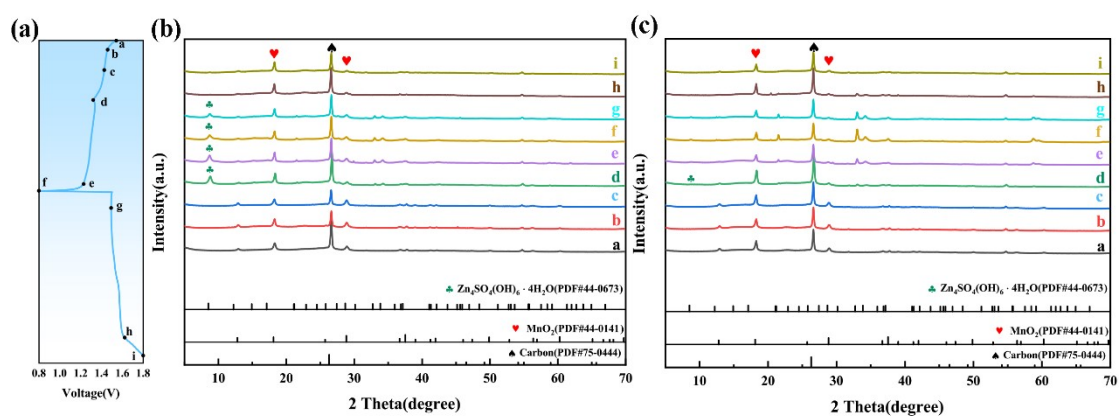 (a)
a
b
c
d
e
f
g
h
i
0.8 1.0 1.2 1.4 1.6 1.8
Voltage(V)
(b)
Intensity(a.u.)
♠
♥ ♥
i
h
♣ g
♣ f
♣ e
♣ d
c
b
a
♣ Zn4SO4(OH)6 · 4H2O(PDF#44-0673)
♥ MnO2(PDF#44-0141)
♠ Carbon(PDF#75-0444)
10 20 30 40 50 60 70
2 Theta(degree)
(c)
Intensity(a.u.)
♠
♥ ♥
i
h
g
f
e
♣ d
c
b
a
♣ Zn4SO4(OH)6 · 4H2O(PDF#44-0673)
♥ MnO2(PDF#44-0141)
♠ Carbon(PDF#75-0444)
10 20 30 40 50 60 70
2 Theta(degree)